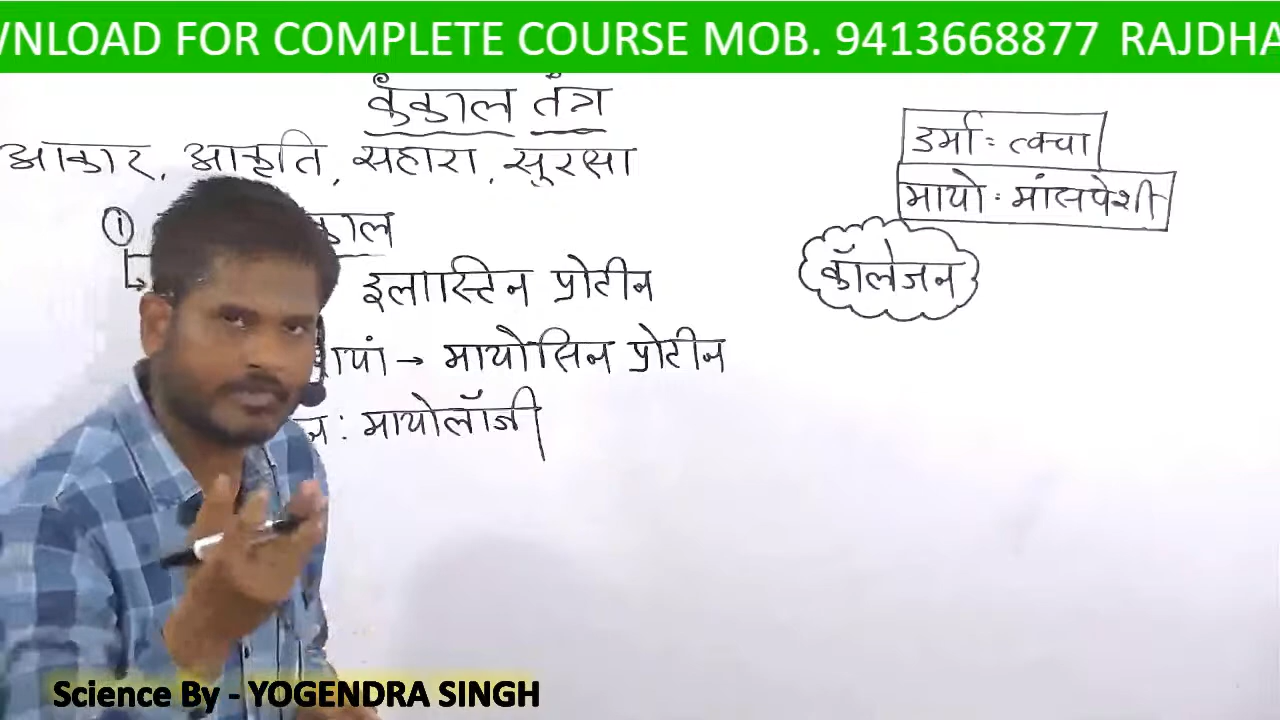 WNLOAD FOR COMPLETE COURSE MOB. 9413668877 RAJDHA
कंकाल तंत्र
आकार, आकृति, सहारा, सुरक्षा
①
इलास्टिन प्रोटीन
→ मायोसिन प्रोटीन
: मायोलॉजी
डर्मा : त्वचा
मायो : मांसपेशी
कॉलेजन
Science By - YOGENDRA SINGH